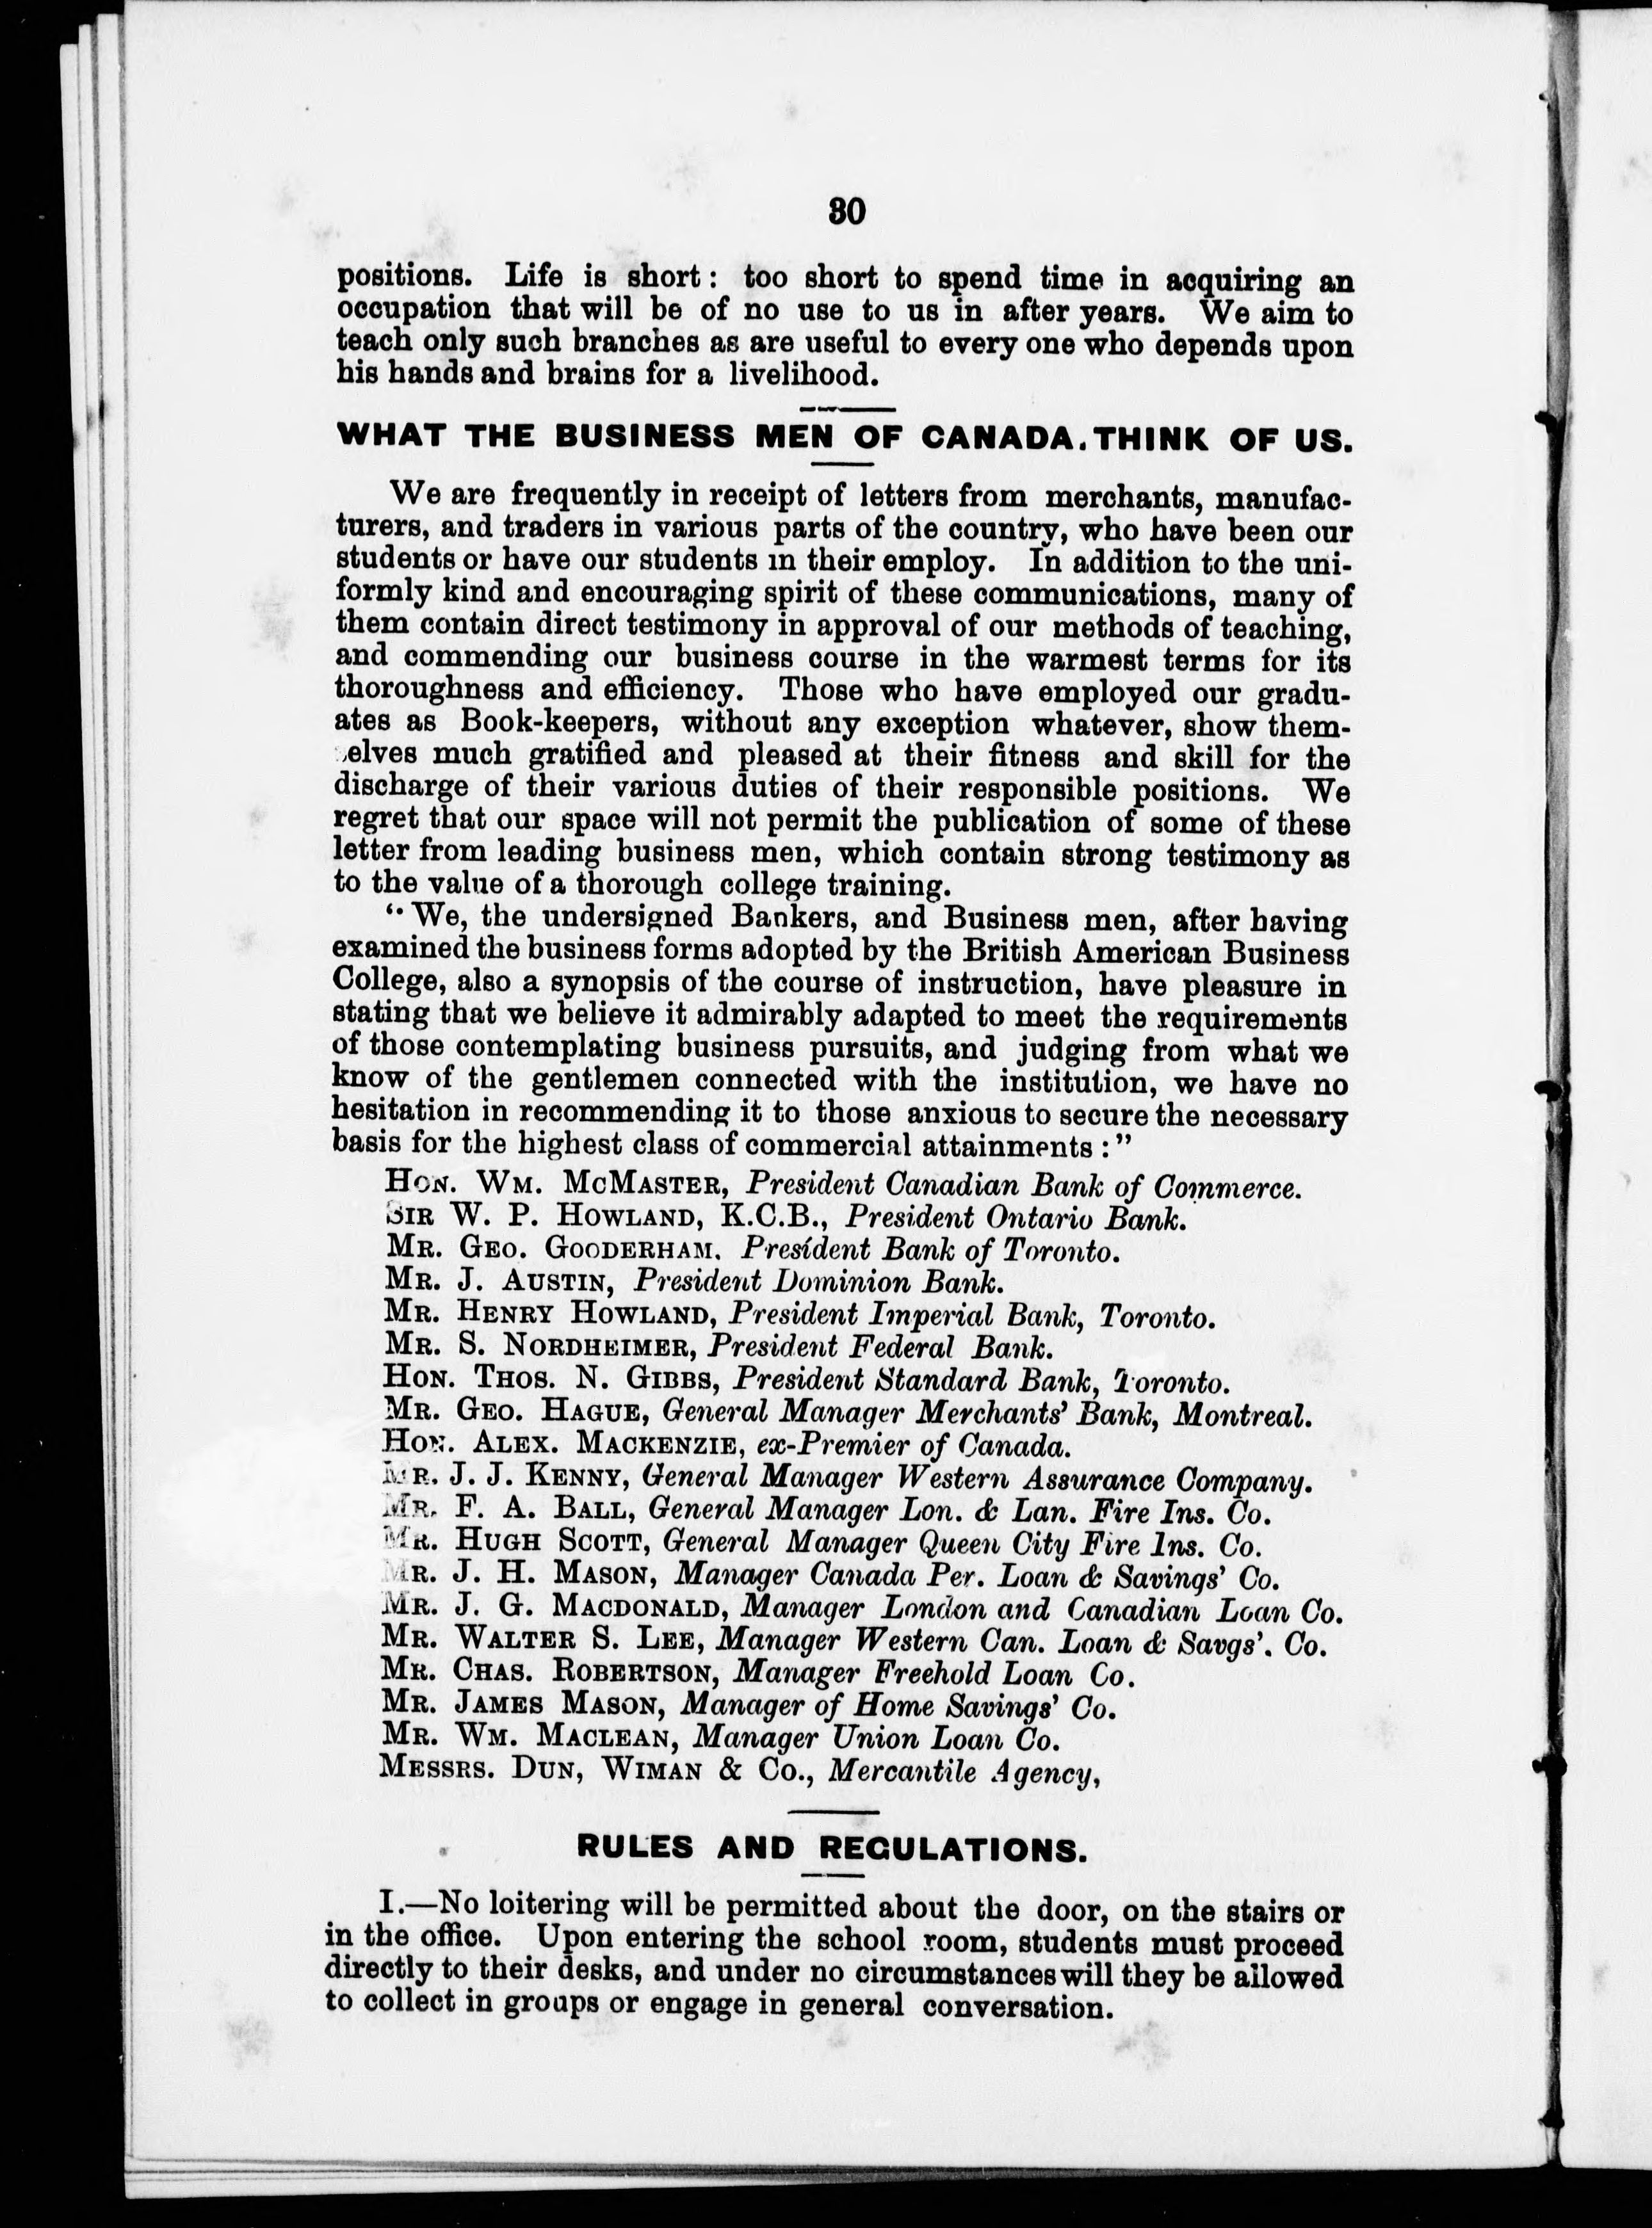 30
positions. Life is short: too short to spend time in acquiring an
occupation that will be of no use to us in after years. We aim to
teach only such branches as are useful to every one who depends upon
his hands and brains for a livelihood.
WHAT THE BUSINESS MEN OF CANADA.THINK OF US.
We are frequently in receipt of letters from merchants, manufac-
turers, and traders in various parts of the country, who have been our
students or have our students in their employ. In addition to the uni-
formly kind and encouraging spirit of these communications, many of
them contain direct testimony in approval of our methods of teaching,
and commending our business course in the warmest terms for its
thoroughness and efficiency. Those who have employed our gradu-
ates as Book-keepers, without any exception whatever, show them-
selves much gratified and pleased at their fitness and skill for the
discharge of their various duties of their responsible positions. We
regret that our space will not permit the publication of some of these
letter from leading business men, which contain strong testimony as
to the value of a thorough college training.
"We, the undersigned Bankers, and Business men, after having
examined the business forms adopted by the British American Business
College, also a synopsis of the course of instruction, have pleasure in
stating that we believe it admirably adapted to meet the requirements
of those contemplating business pursuits, and judging from what we
know of the gentlemen connected with the institution, we have no
hesitation in recommending it to those anxious to secure the necessary
basis for the highest class of commercial attainments:"
HON. WM. MCMASTER, President Canadian Bank of Commerce.
SIR W. P. HOWLAND, K.C.B., President Ontario Bank.
MR. GEO. GOODERHAM. President Bank of Toronto.
MR. J. AUSTIN, President Dominion Bank.
MR. HENRY HOWLAND, President Imperial Bank, Toronto.
MR. S. NORDHEIMER, President Federal Bank.
HON. THOS. N. GIBBS, President Standard Bank, Toronto.
MR. GEO. HAGUE, General Manager Merchants' Bank, Montreal.
HON. ALEX. MACKENZIE, ex-Premier of Canada.
MR. J. J. KENNY, General Manager Western Assurance Company.
MR. F. A. BALL, General Manager Lon. & Lan. Fire Ins. Co.
MR. HUGH SCOTT, General Manager Queen City Fire Ins. Co.
MR. J. H. MASON, Manager Canada Per. Loan & Savings' Co.
MR. J. G. MACDONALD, Manager London and Canadian Loan Co.
MR. WALTER S. LEE, Manager Western Can. Loan & Savgs'. Co.
MR. CHAS. ROBERTSON, Manager Freehold Loan Co.
MR. JAMES MASON, Manager of Home Savings' Co.
MR. WM. MACLEAN, Manager Union Loan Co.
MESSRS. DUN, WIMAN & CO., Mercantile Agency,
RULES AND REGULATIONS.
I.—No loitering will be permitted about the door, on the stairs or
in the office. Upon entering the school room, students must proceed
directly to their desks, and under no circumstances will they be allowed
to collect in groups or engage in general conversation.